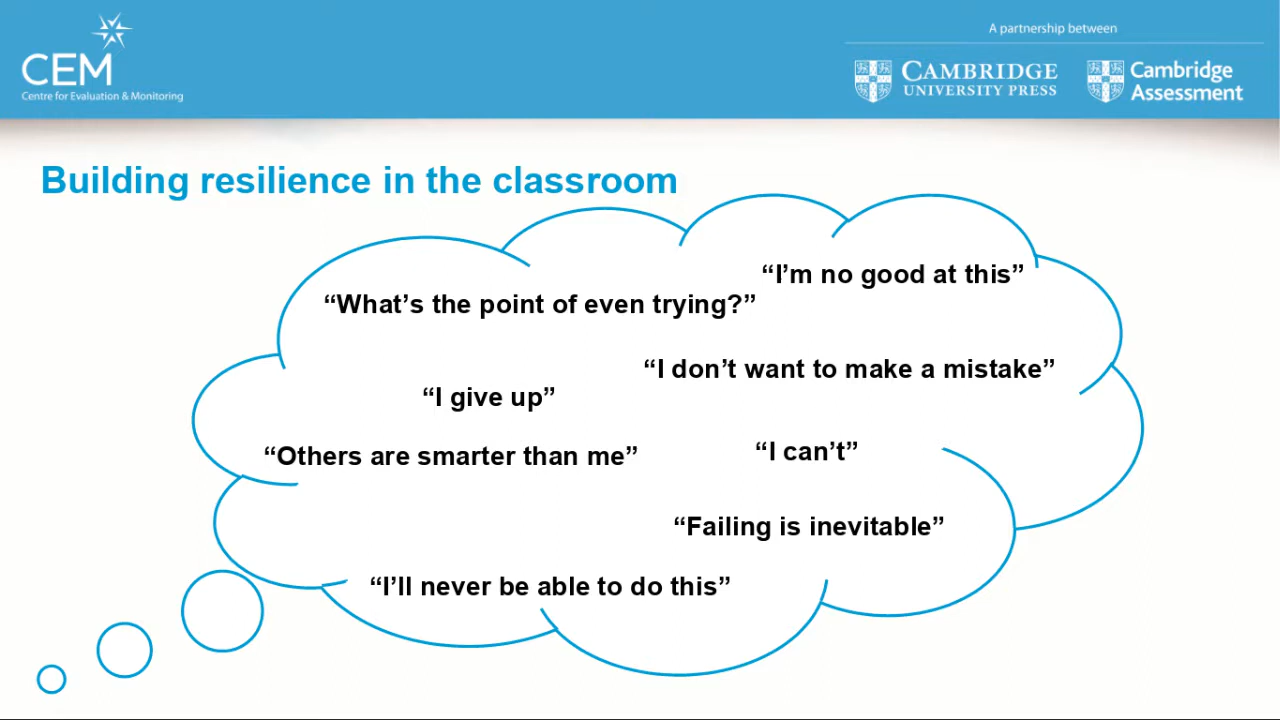 CEM
Centre for Evaluation & Monitoring
A partnership between
CAMBRIDGE
UNIVERSITY PRESS
Cambridge
Assessment
Building resilience in the classroom
“I’m no good at this”
“What’s the point of even trying?”
“I don’t want to make a mistake”
“I give up”
“Others are smarter than me”
“I can’t”
“Failing is inevitable”
“I’ll never be able to do this”